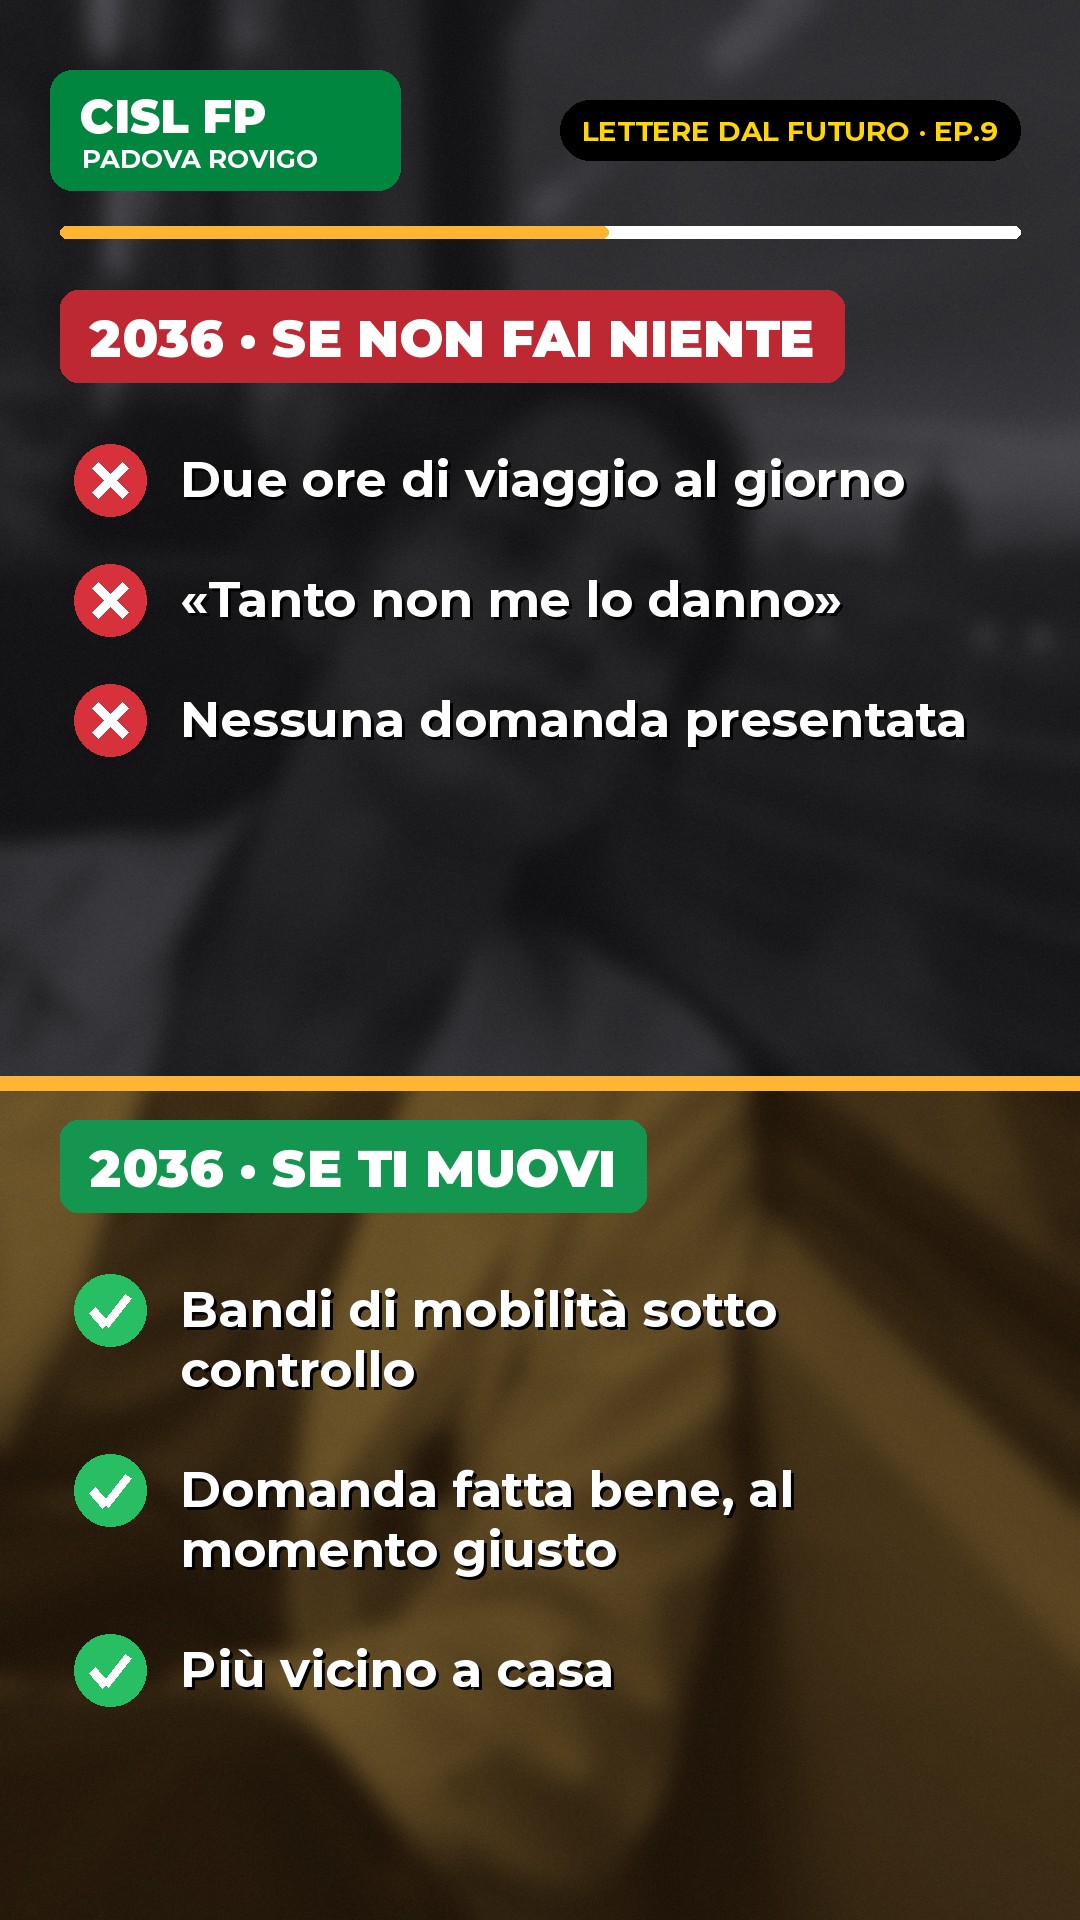 CISL FP
PADOVA ROVIGO
LETTERE DAL FUTURO · EP.9
2036 · SE NON FAI NIENTE
Due ore di viaggio al giorno
«Tanto non me lo danno»
Nessuna domanda presentata
2036 · SE TI MUOVI
Bandi di mobilità sotto
controllo
Domanda fatta bene, al
momento giusto
Più vicino a casa